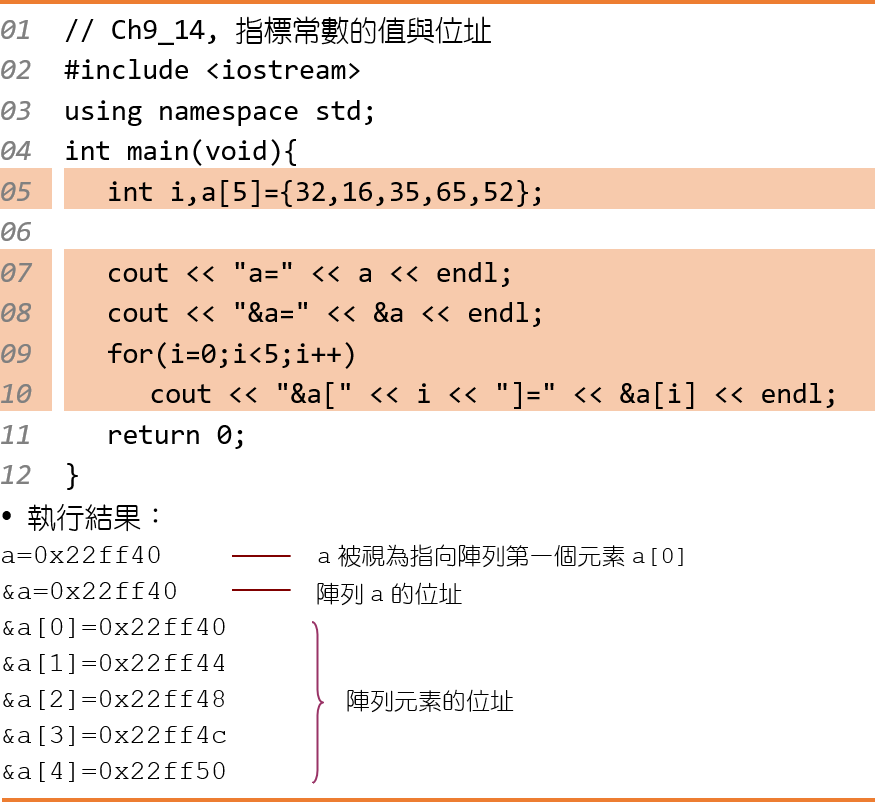 01 // Ch9_14, 指標常數的值與位址
02 #include <iostream>
03 using namespace std;
04 int main(void){
05 int i,a[5]={32,16,35,65,52};
06
07 cout << "a=" << a << endl;
08 cout << "&a=" << &a << endl;
09 for(i=0;i<5;i++)
10 cout << "&a[" << i << "]=" << &a[i] << endl;
11 return 0;
12 }
• 執行結果：
a=0x22ff40 a 被視為指向陣列第一個元素 a[0]
&a=0x22ff40 陣列 a 的位址
&a[0]=0x22ff40
&a[1]=0x22ff44
&a[2]=0x22ff48 陣列元素的位址
&a[3]=0x22ff4c
&a[4]=0x22ff50